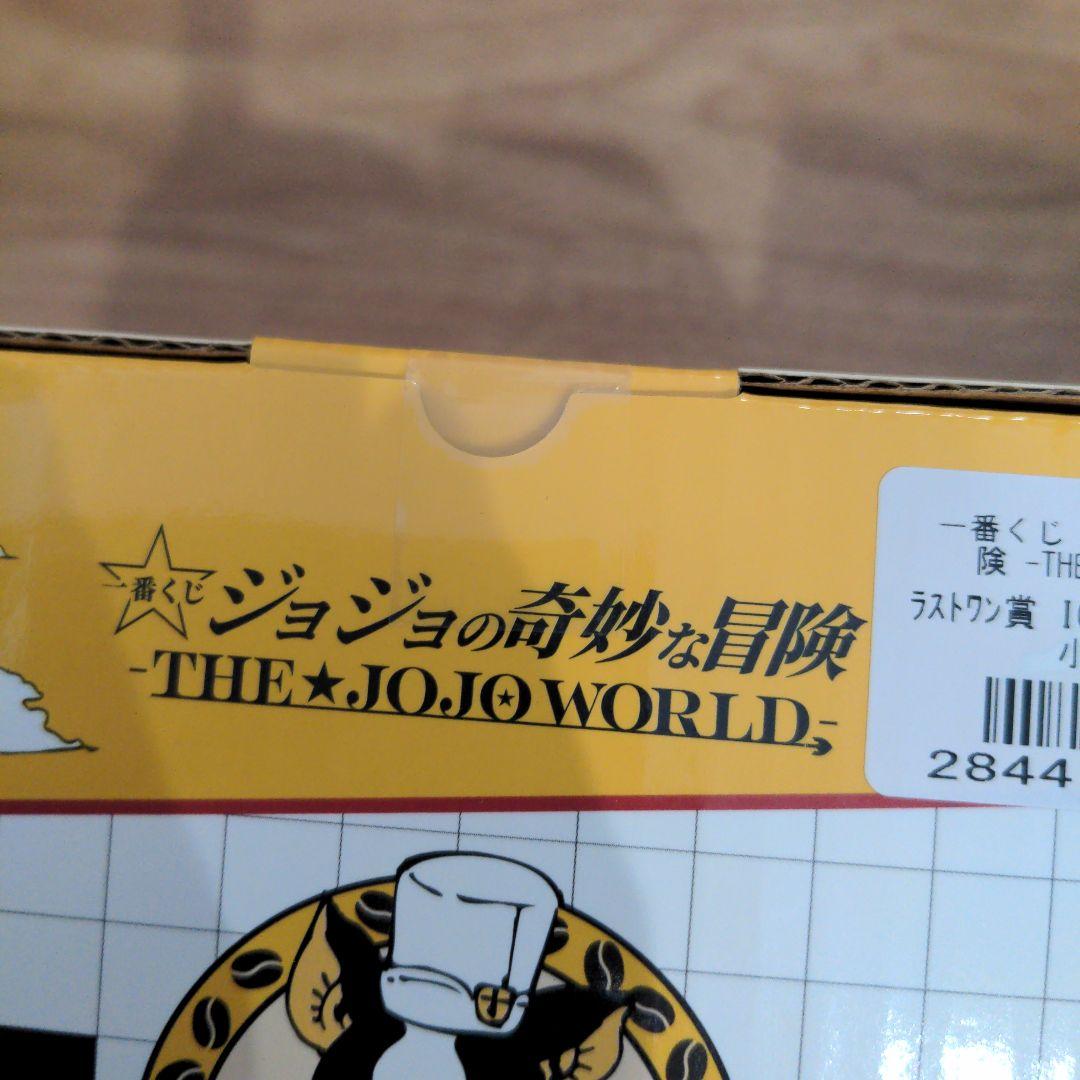 一番くじ
ジョジョの奇妙な冒険
-THE★JOJO WORLD-
一番くじ
険 -THE
ラストワン賞
小
2844